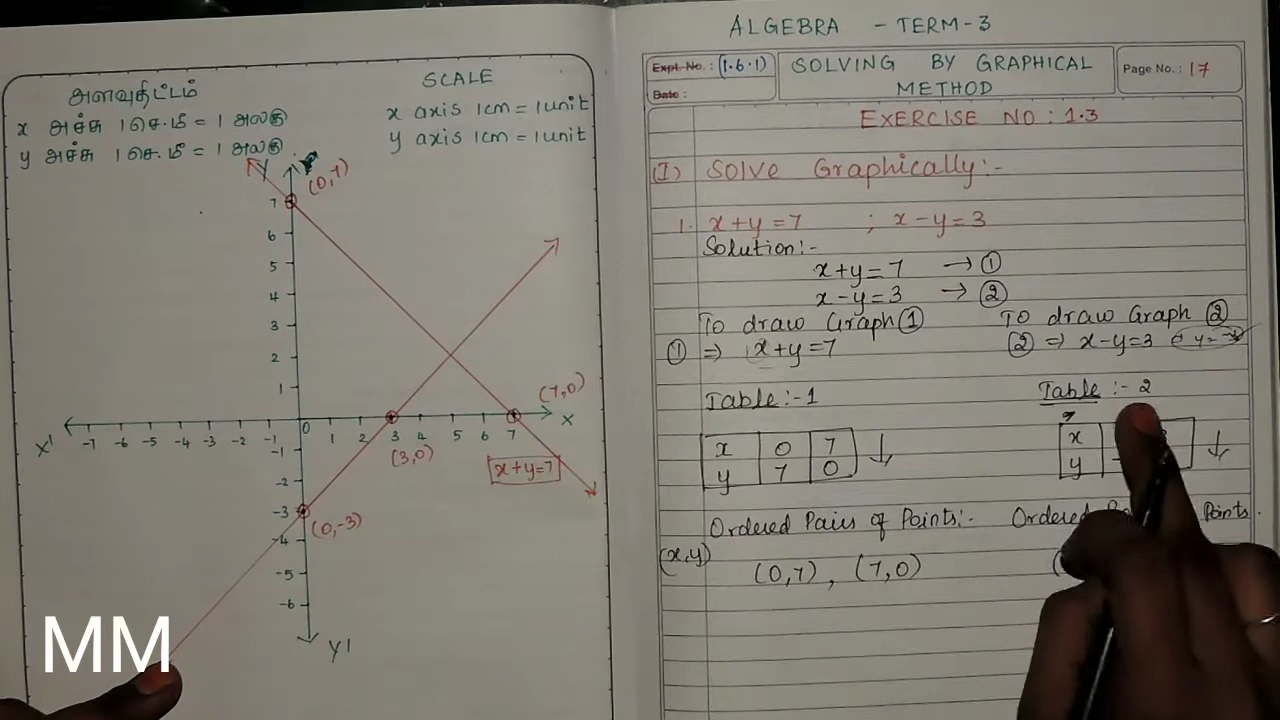 அளவுதிட்டம்
x அச்சு 1செ.மீ = 1 அலகு
y அச்சு 1செ.மீ = 1 அலகு
SCALE
x axis 1cm = 1unit
y axis 1cm = 1unit
Y
(0,7)
7
6
5
4
3
2
1
(7,0)
X'
-7 -6 -5 -4 -3 -2 -1 0 1 2 3 4 5 6 7
X
(3,0)
x+y=7
-1
-2
-3
(0,-3)
-4
-5
-6
Y'
MM
ALGEBRA - TERM-3
Expt. No. : (1.6.1)
Date :
SOLVING BY GRAPHICAL
METHOD
Page No. : 17
EXERCISE NO : 1.3
(I) Solve Graphically:-
1. x+y=7 ; x-y=3
Solution:-
x+y=7 → ①
x-y=3 → ②
To draw Graph ① To draw Graph ②
① ⇒ x+y=7 ② ⇒ x-y=3
Table:-1 Table :- 2
x 0 7
y 7 0
x
y
Ordered Pairs of Points:- Ordered Points.
(x,y)
(0,7), (7,0)